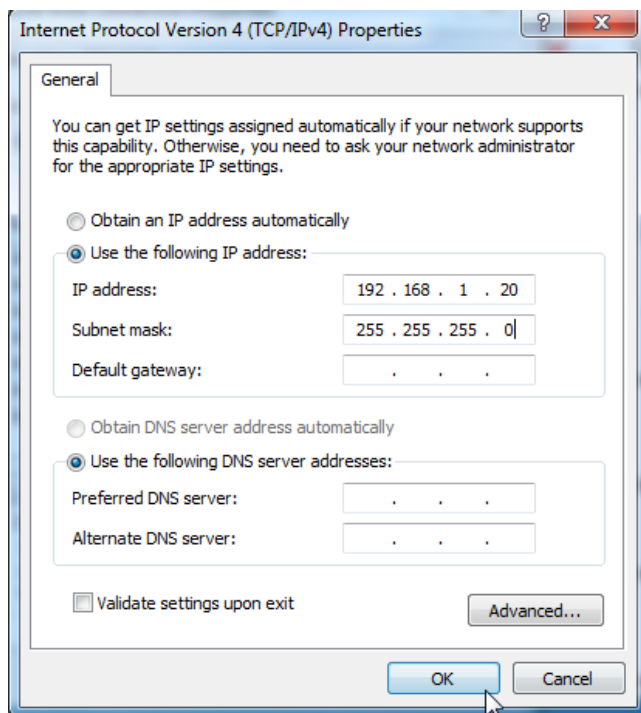 Internet Protocol Version 4 (TCP/IPv4) Properties
?
X
General
You can get IP settings assigned automatically if your network supports
this capability. Otherwise, you need to ask your network administrator
for the appropriate IP settings.
Obtain an IP address automatically
Use the following IP address:
IP address: 192 . 168 . 1 . 20
Subnet mask: 255 . 255 . 255 . 0
Default gateway: . . .
Obtain DNS server address automatically
Use the following DNS server addresses:
Preferred DNS server: . . .
Alternate DNS server: . . .
Validate settings upon exit
Advanced...
OK Cancel